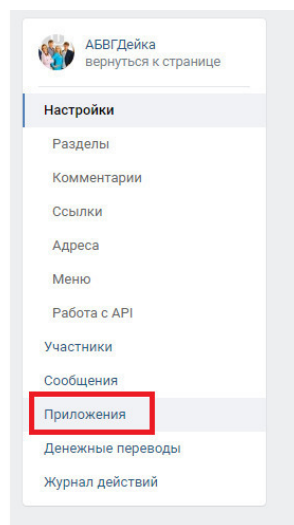 АБВГДейка
вернуться к странице
Настройки
Разделы
Комментарии
Ссылки
Адреса
Меню
Работа с API
Участники
Сообщения
Приложения
Денежные переводы
Журнал действий